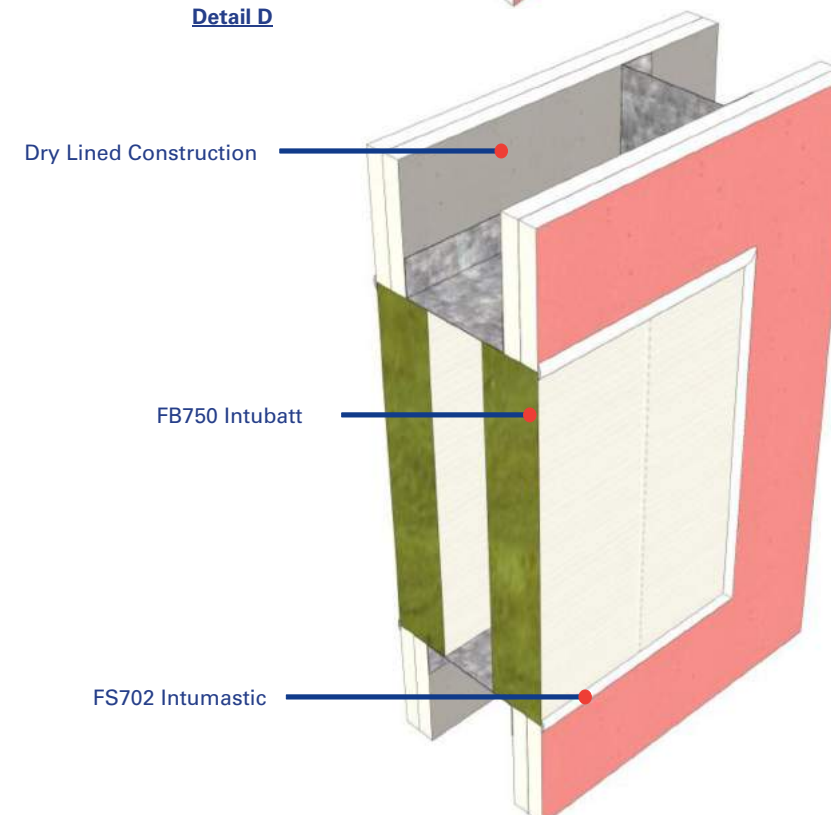 Detail D
Dry Lined Construction
FB750 Intubatt
FS702 Intumastic